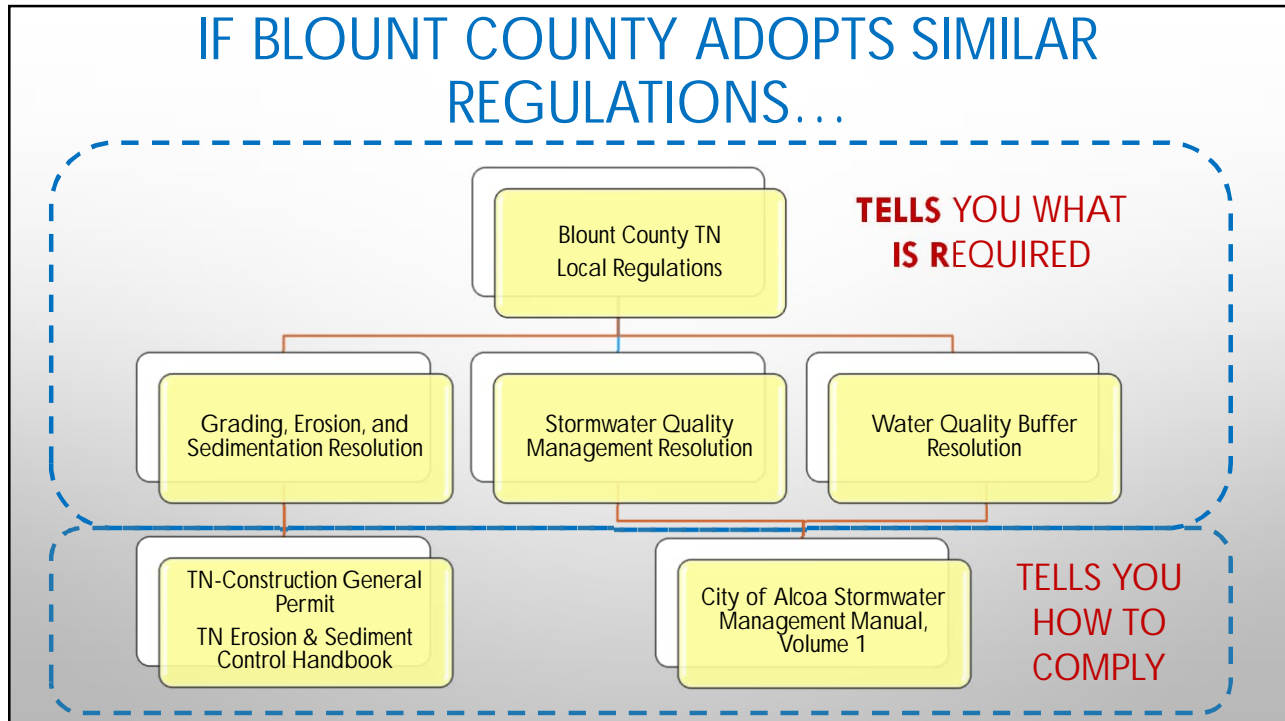 IF BLOUNT COUNTY ADOPTS SIMILAR
REGULATIONS...
Blount County TN
Local Regulations
TELLS YOU WHAT
IS REQUIRED
Grading, Erosion, and
Sedimentation Resolution
Stormwater Quality
Management Resolution
Water Quality Buffer
Resolution
TN-Construction General
Permit
TN Erosion & Sediment
Control Handbook
City of Alcoa Stormwater
Management Manual,
Volume 1
TELLS YOU
HOW TO
COMPLY